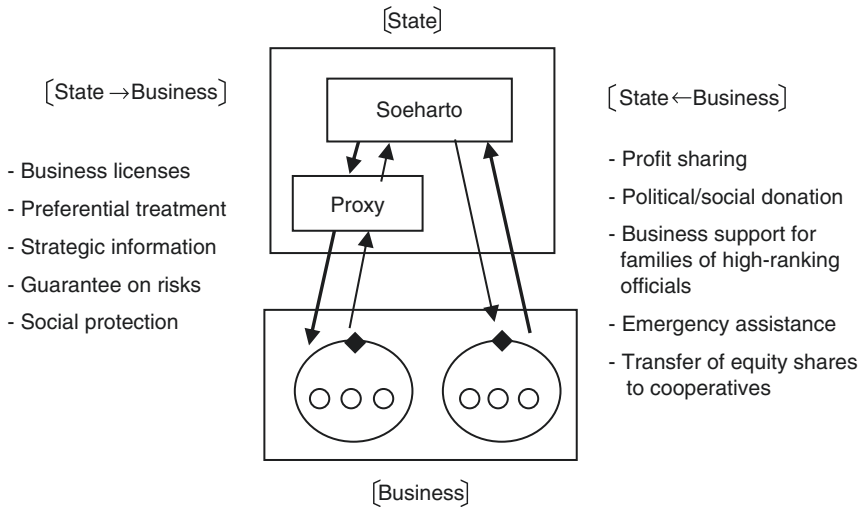 [State]
[State →Business]
- Business licenses
- Preferential treatment
- Strategic information
- Guarantee on risks
- Social protection
Soeharto
Proxy
[State←Business]
- Profit sharing
- Political/social donation
- Business support for
families of high-ranking
officials
- Emergency assistance
- Transfer of equity shares
to cooperatives
[Business]